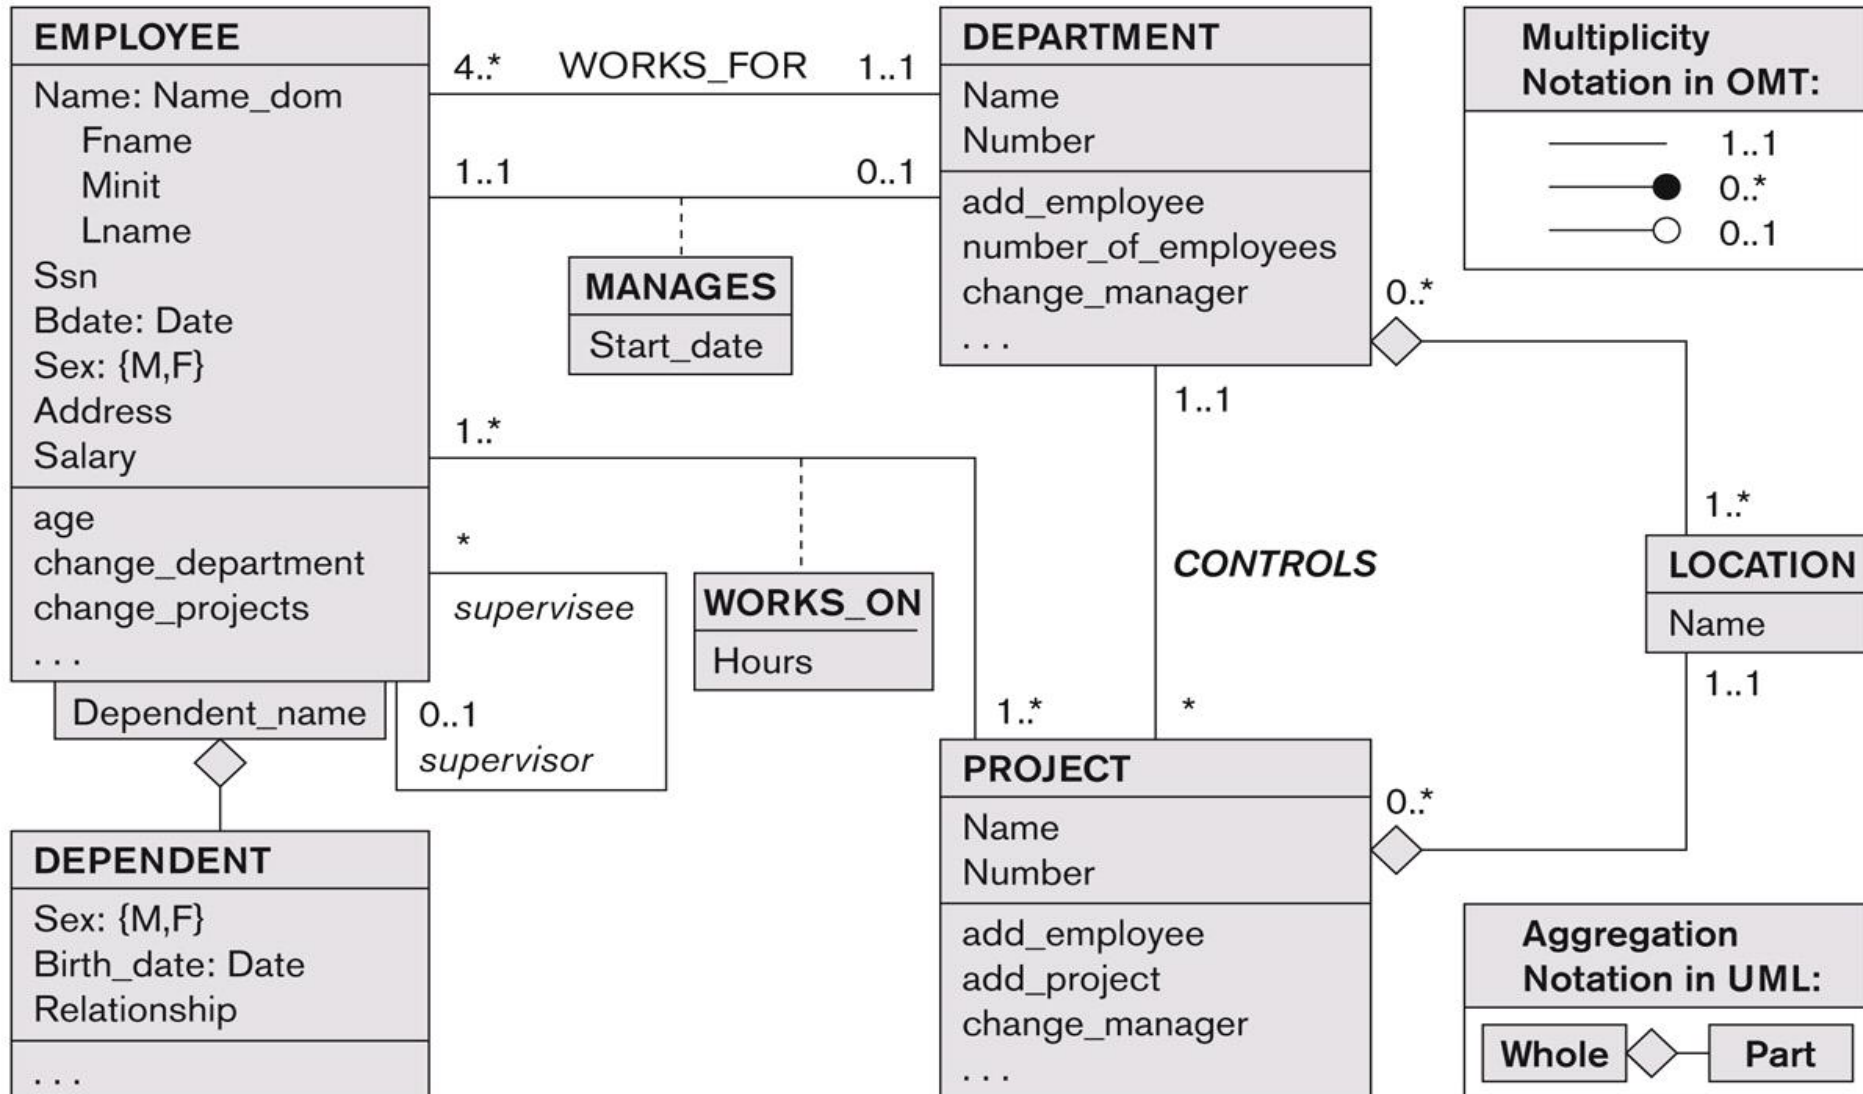 EMPLOYEE
Name: Name_dom
Fname
Minit
Lname
Ssn
Bdate: Date
Sex: {M,F}
Address
Salary
age
change_department
change_projects
. . .
Dependent_name
DEPENDENT
Sex: {M,F}
Birth_date: Date
Relationship
. . .
4..* WORKS_FOR 1..1
1..1 0..1
MANAGES
Start_date
1..*
*
supervisee
0..1
supervisor
WORKS_ON
Hours
1..*
DEPARTMENT
Name
Number
add_employee
number_of_employees
change_manager
. . .
1..1
CONTROLS
*
PROJECT
Name
Number
add_employee
add_project
change_manager
. . .
0..*
1..*
LOCATION
Name
1..1
0..*
Multiplicity
Notation in OMT:
1..1
0..*
0..1
Aggregation
Notation in UML:
Whole Part